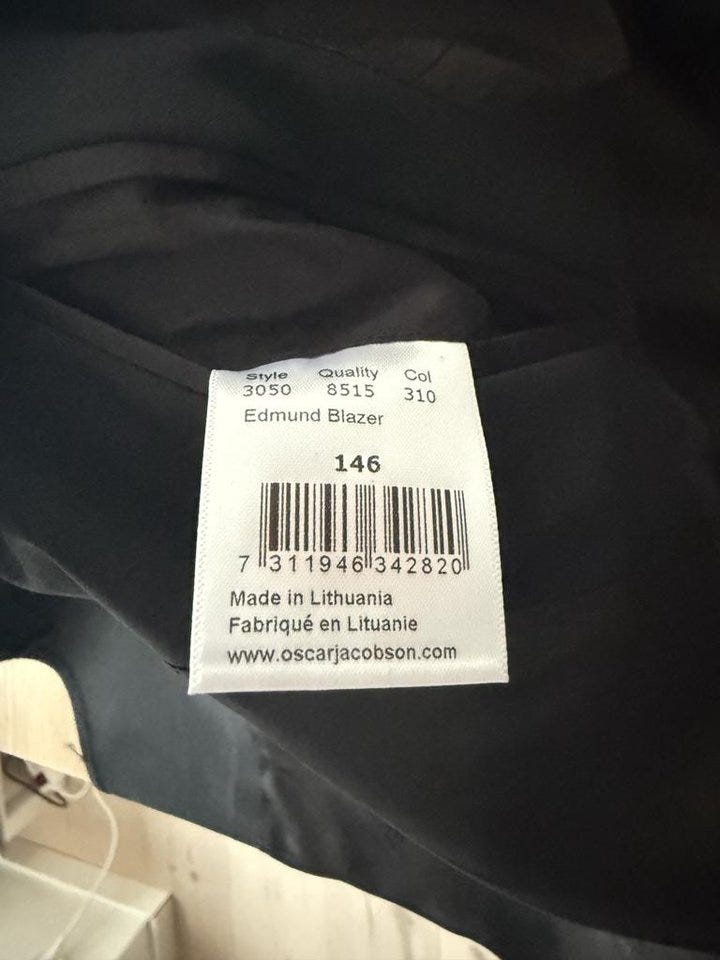 Style Quality Col
3050 8515 310
Edmund Blazer
146
7 311946 342820
Made in Lithuania
Fabriqué en Lituanie
www.oscarjacobson.com